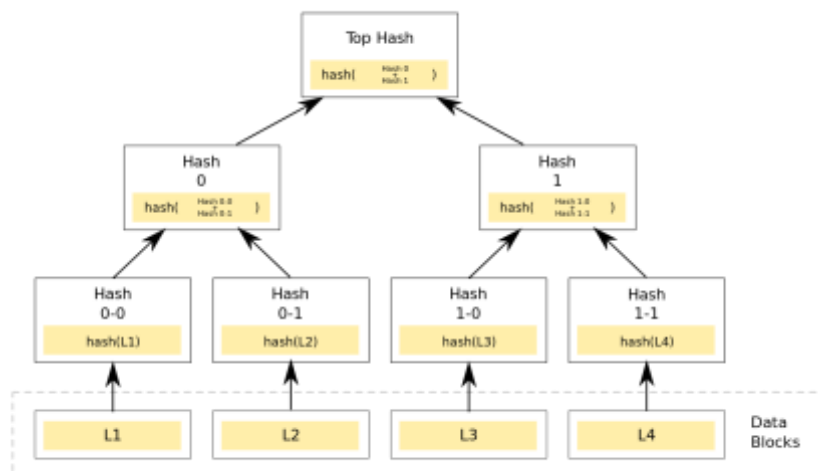 Top Hash
hash( Hash 0
+
Hash 1 )
Hash
0
hash( Hash 0-0
+
Hash 0-1 )
Hash
1
hash( Hash 1-0
+
Hash 1-1 )
Hash
0-0
hash(L1)
Hash
0-1
hash(L2)
Hash
1-0
hash(L3)
Hash
1-1
hash(L4)
L1
L2
L3
L4
Data
Blocks